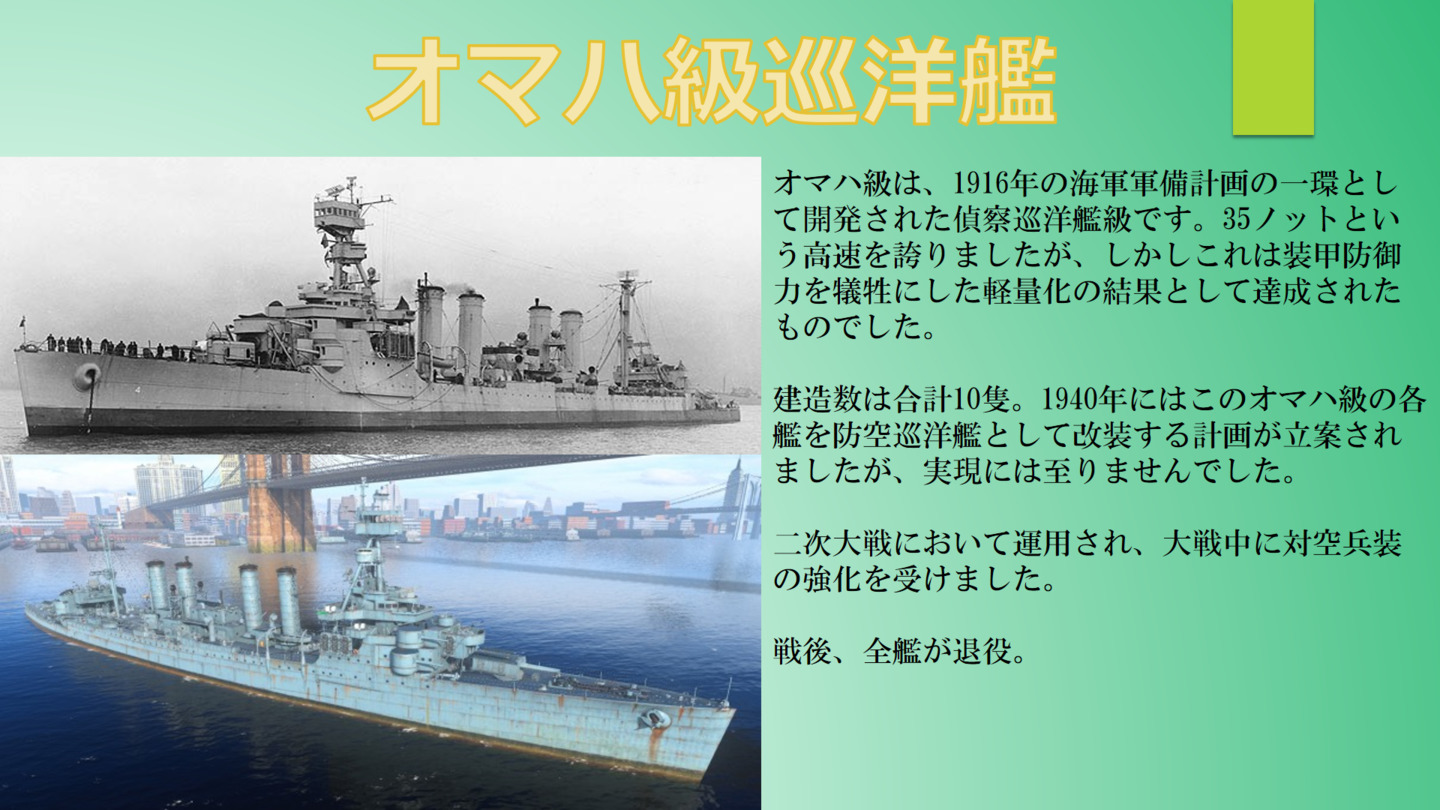 オマハ級巡洋艦
オマハ級は、1916年の海軍軍備計画の一環とし
て開発された偵察巡洋艦級です。35ノットとい
う高速を誇りましたが、しかしこれは装甲防御
力を犠牲にした軽量化の結果として達成された
ものでした。
建造数は合計10隻。1940年にはこのオマハ級の各
艦を防空巡洋艦として改装する計画が立案され
ましたが、実現には至りませんでした。
二次大戦において運用され、大戦中に対空兵装
の強化を受けました。
戦後、全艦が退役。